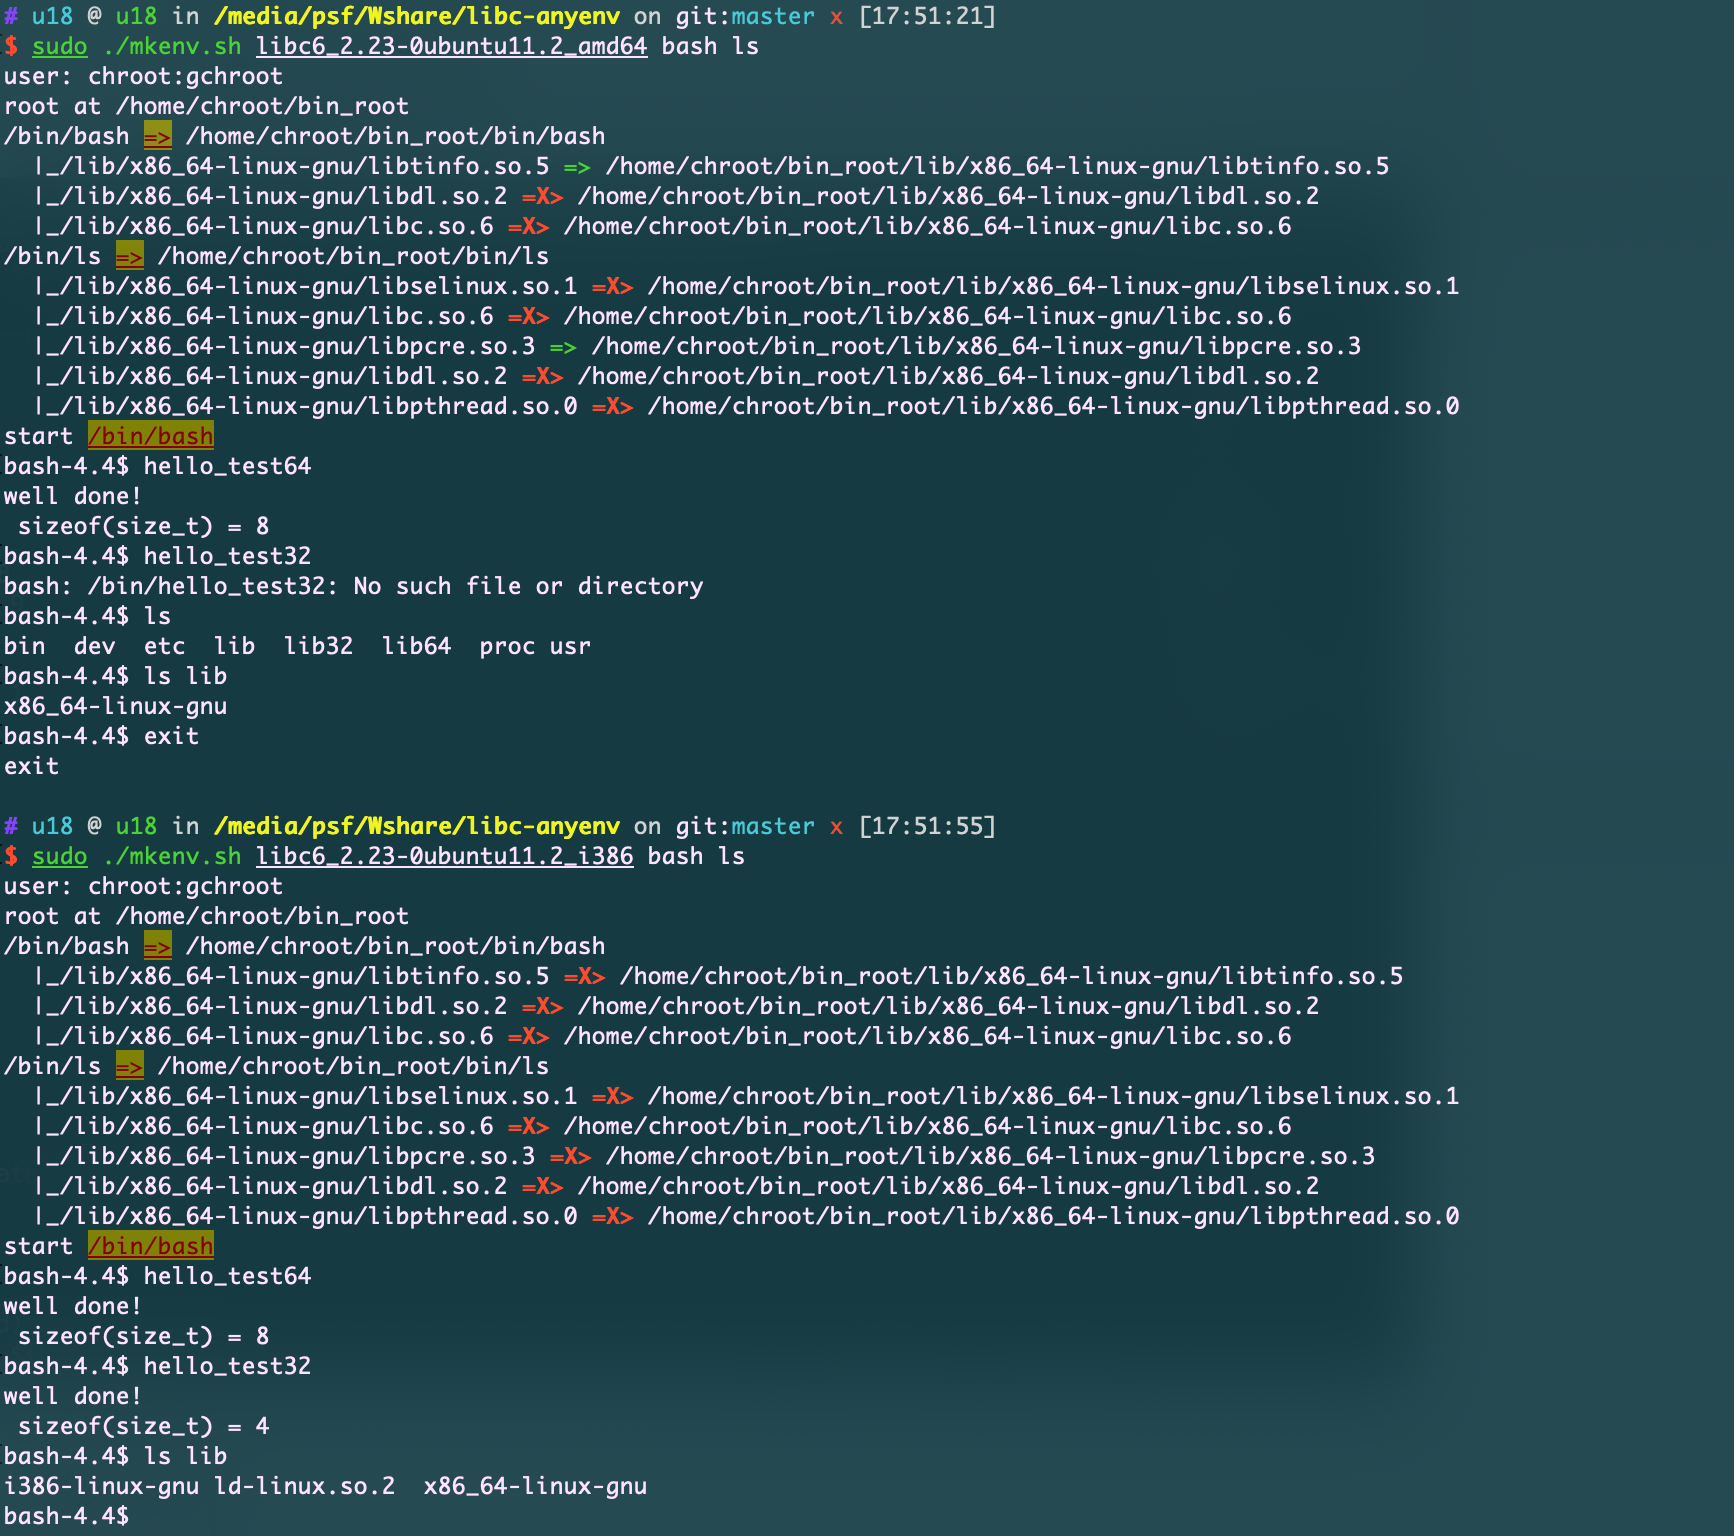 # u18 @ u18 in /media/psf/Wshare/libc-anyenv on git:master x [17:51:21]
$ sudo ./mkenv.sh libc6_2.23-0ubuntu11.2_amd64 bash ls
user: chroot:gchroot
root at /home/chroot/bin_root
/bin/bash => /home/chroot/bin_root/bin/bash
  |_/lib/x86_64-linux-gnu/libtinfo.so.5 => /home/chroot/bin_root/lib/x86_64-linux-gnu/libtinfo.so.5
  |_/lib/x86_64-linux-gnu/libdl.so.2 =X> /home/chroot/bin_root/lib/x86_64-linux-gnu/libdl.so.2
  |_/lib/x86_64-linux-gnu/libc.so.6 =X> /home/chroot/bin_root/lib/x86_64-linux-gnu/libc.so.6
/bin/ls => /home/chroot/bin_root/bin/ls
  |_/lib/x86_64-linux-gnu/libselinux.so.1 =X> /home/chroot/bin_root/lib/x86_64-linux-gnu/libselinux.so.1
  |_/lib/x86_64-linux-gnu/libc.so.6 =X> /home/chroot/bin_root/lib/x86_64-linux-gnu/libc.so.6
  |_/lib/x86_64-linux-gnu/libpcre.so.3 => /home/chroot/bin_root/lib/x86_64-linux-gnu/libpcre.so.3
  |_/lib/x86_64-linux-gnu/libdl.so.2 =X> /home/chroot/bin_root/lib/x86_64-linux-gnu/libdl.so.2
  |_/lib/x86_64-linux-gnu/libpthread.so.0 =X> /home/chroot/bin_root/lib/x86_64-linux-gnu/libpthread.so.0
start /bin/bash
bash-4.4$ hello_test64
well done!
 sizeof(size_t) = 8
bash-4.4$ hello_test32
bash: /bin/hello_test32: No such file or directory
bash-4.4$ ls
bin  dev  etc  lib  lib32  lib64  proc usr
bash-4.4$ ls lib
x86_64-linux-gnu
bash-4.4$ exit
exit
# u18 @ u18 in /media/psf/Wshare/libc-anyenv on git:master x [17:51:55]
$ sudo ./mkenv.sh libc6_2.23-0ubuntu11.2_i386 bash ls
user: chroot:gchroot
root at /home/chroot/bin_root
/bin/bash => /home/chroot/bin_root/bin/bash
  |_/lib/x86_64-linux-gnu/libtinfo.so.5 =X> /home/chroot/bin_root/lib/x86_64-linux-gnu/libtinfo.so.5
  |_/lib/x86_64-linux-gnu/libdl.so.2 =X> /home/chroot/bin_root/lib/x86_64-linux-gnu/libdl.so.2
  |_/lib/x86_64-linux-gnu/libc.so.6 =X> /home/chroot/bin_root/lib/x86_64-linux-gnu/libc.so.6
/bin/ls => /home/chroot/bin_root/bin/ls
  |_/lib/x86_64-linux-gnu/libselinux.so.1 =X> /home/chroot/bin_root/lib/x86_64-linux-gnu/libselinux.so.1
  |_/lib/x86_64-linux-gnu/libc.so.6 =X> /home/chroot/bin_root/lib/x86_64-linux-gnu/libc.so.6
  |_/lib/x86_64-linux-gnu/libpcre.so.3 =X> /home/chroot/bin_root/lib/x86_64-linux-gnu/libpcre.so.3
  |_/lib/x86_64-linux-gnu/libdl.so.2 =X> /home/chroot/bin_root/lib/x86_64-linux-gnu/libdl.so.2
  |_/lib/x86_64-linux-gnu/libpthread.so.0 =X> /home/chroot/bin_root/lib/x86_64-linux-gnu/libpthread.so.0
start /bin/bash
bash-4.4$ hello_test64
well done!
 sizeof(size_t) = 8
bash-4.4$ hello_test32
well done!
 sizeof(size_t) = 4
bash-4.4$ ls lib
i386-linux-gnu ld-linux.so.2  x86_64-linux-gnu
bash-4.4$